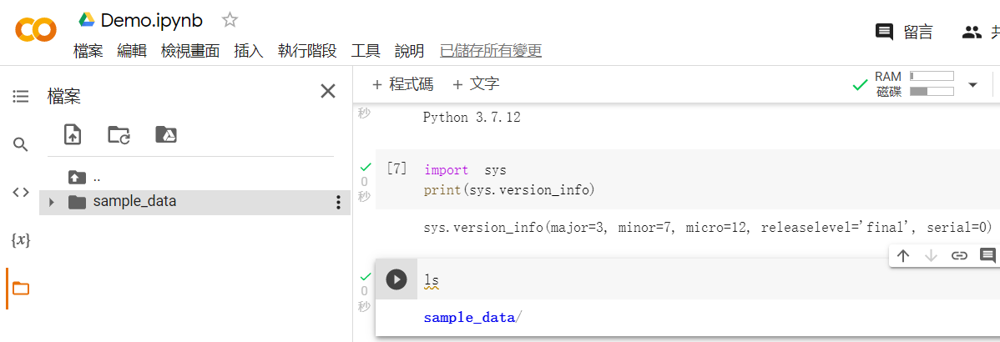 Demo.ipynb
檔案 編輯 檢視畫面 插入 執行階段 工具 說明 已儲存所有變更
留言
檔案
+ 程式碼 + 文字
RAM
磁碟
秒
Python 3.7.12
..
sample_data
{x}
[7] import sys
0
秒
print(sys.version_info)
sys.version_info(major=3, minor=7, micro=12, releaselevel='final', serial=0)
ls
0
秒
sample_data/